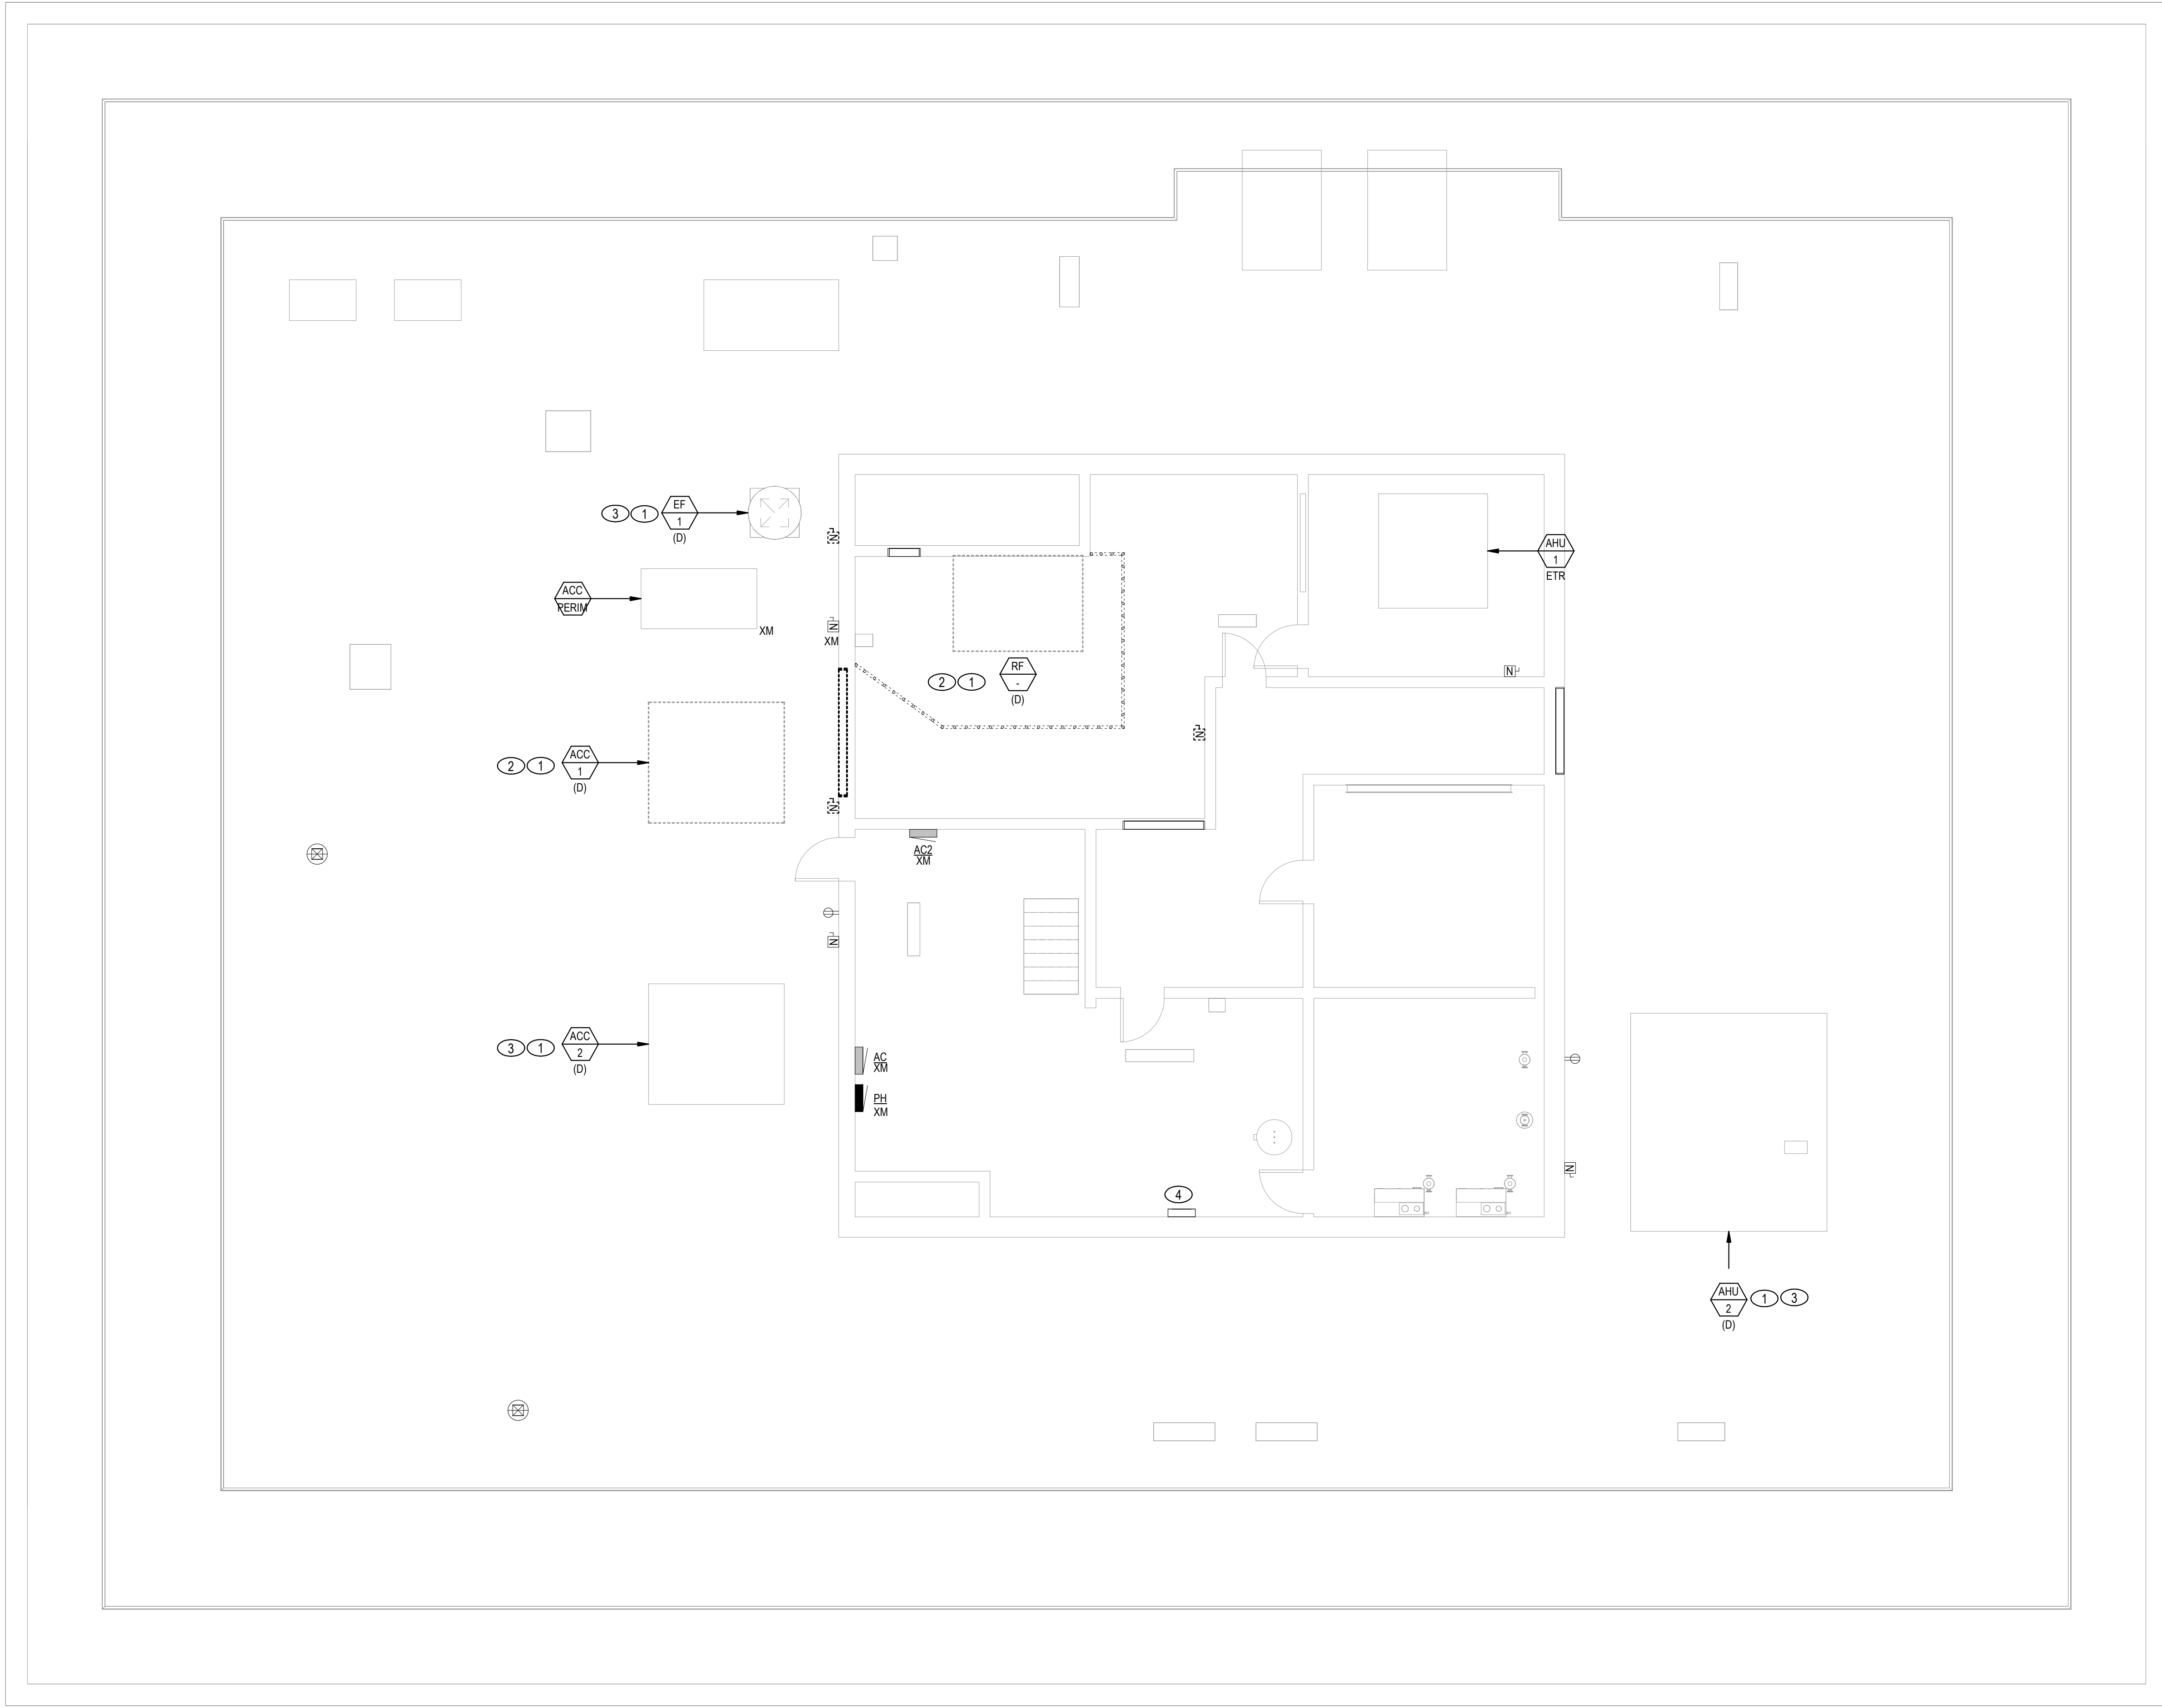 EF
3 1
1
(D)
N
AHU
1
ETR
ACC
PERIM
XM
N
XM
RF
2 1
-
(D)
N
N
ACC
2 1
1
(D)
N
AC2
XM
N
ACC
3 1
2
(D)
AC
XM
PH
XM
N
4
AHU
1 3
2
(D)